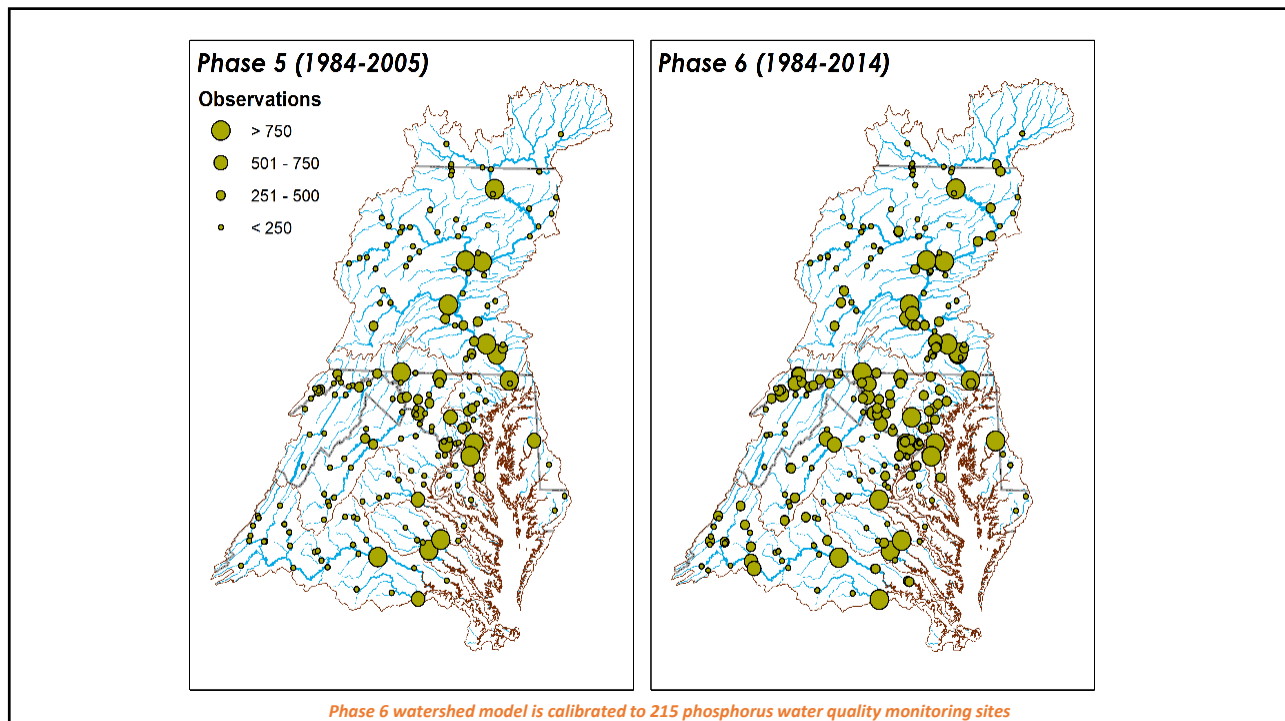 Phase 5 (1984-2005)
Observations
> 750
501 - 750
251 - 500
< 250
Phase 6 (1984-2014)
Phase 6 watershed model is calibrated to 215 phosphorus water quality monitoring sites